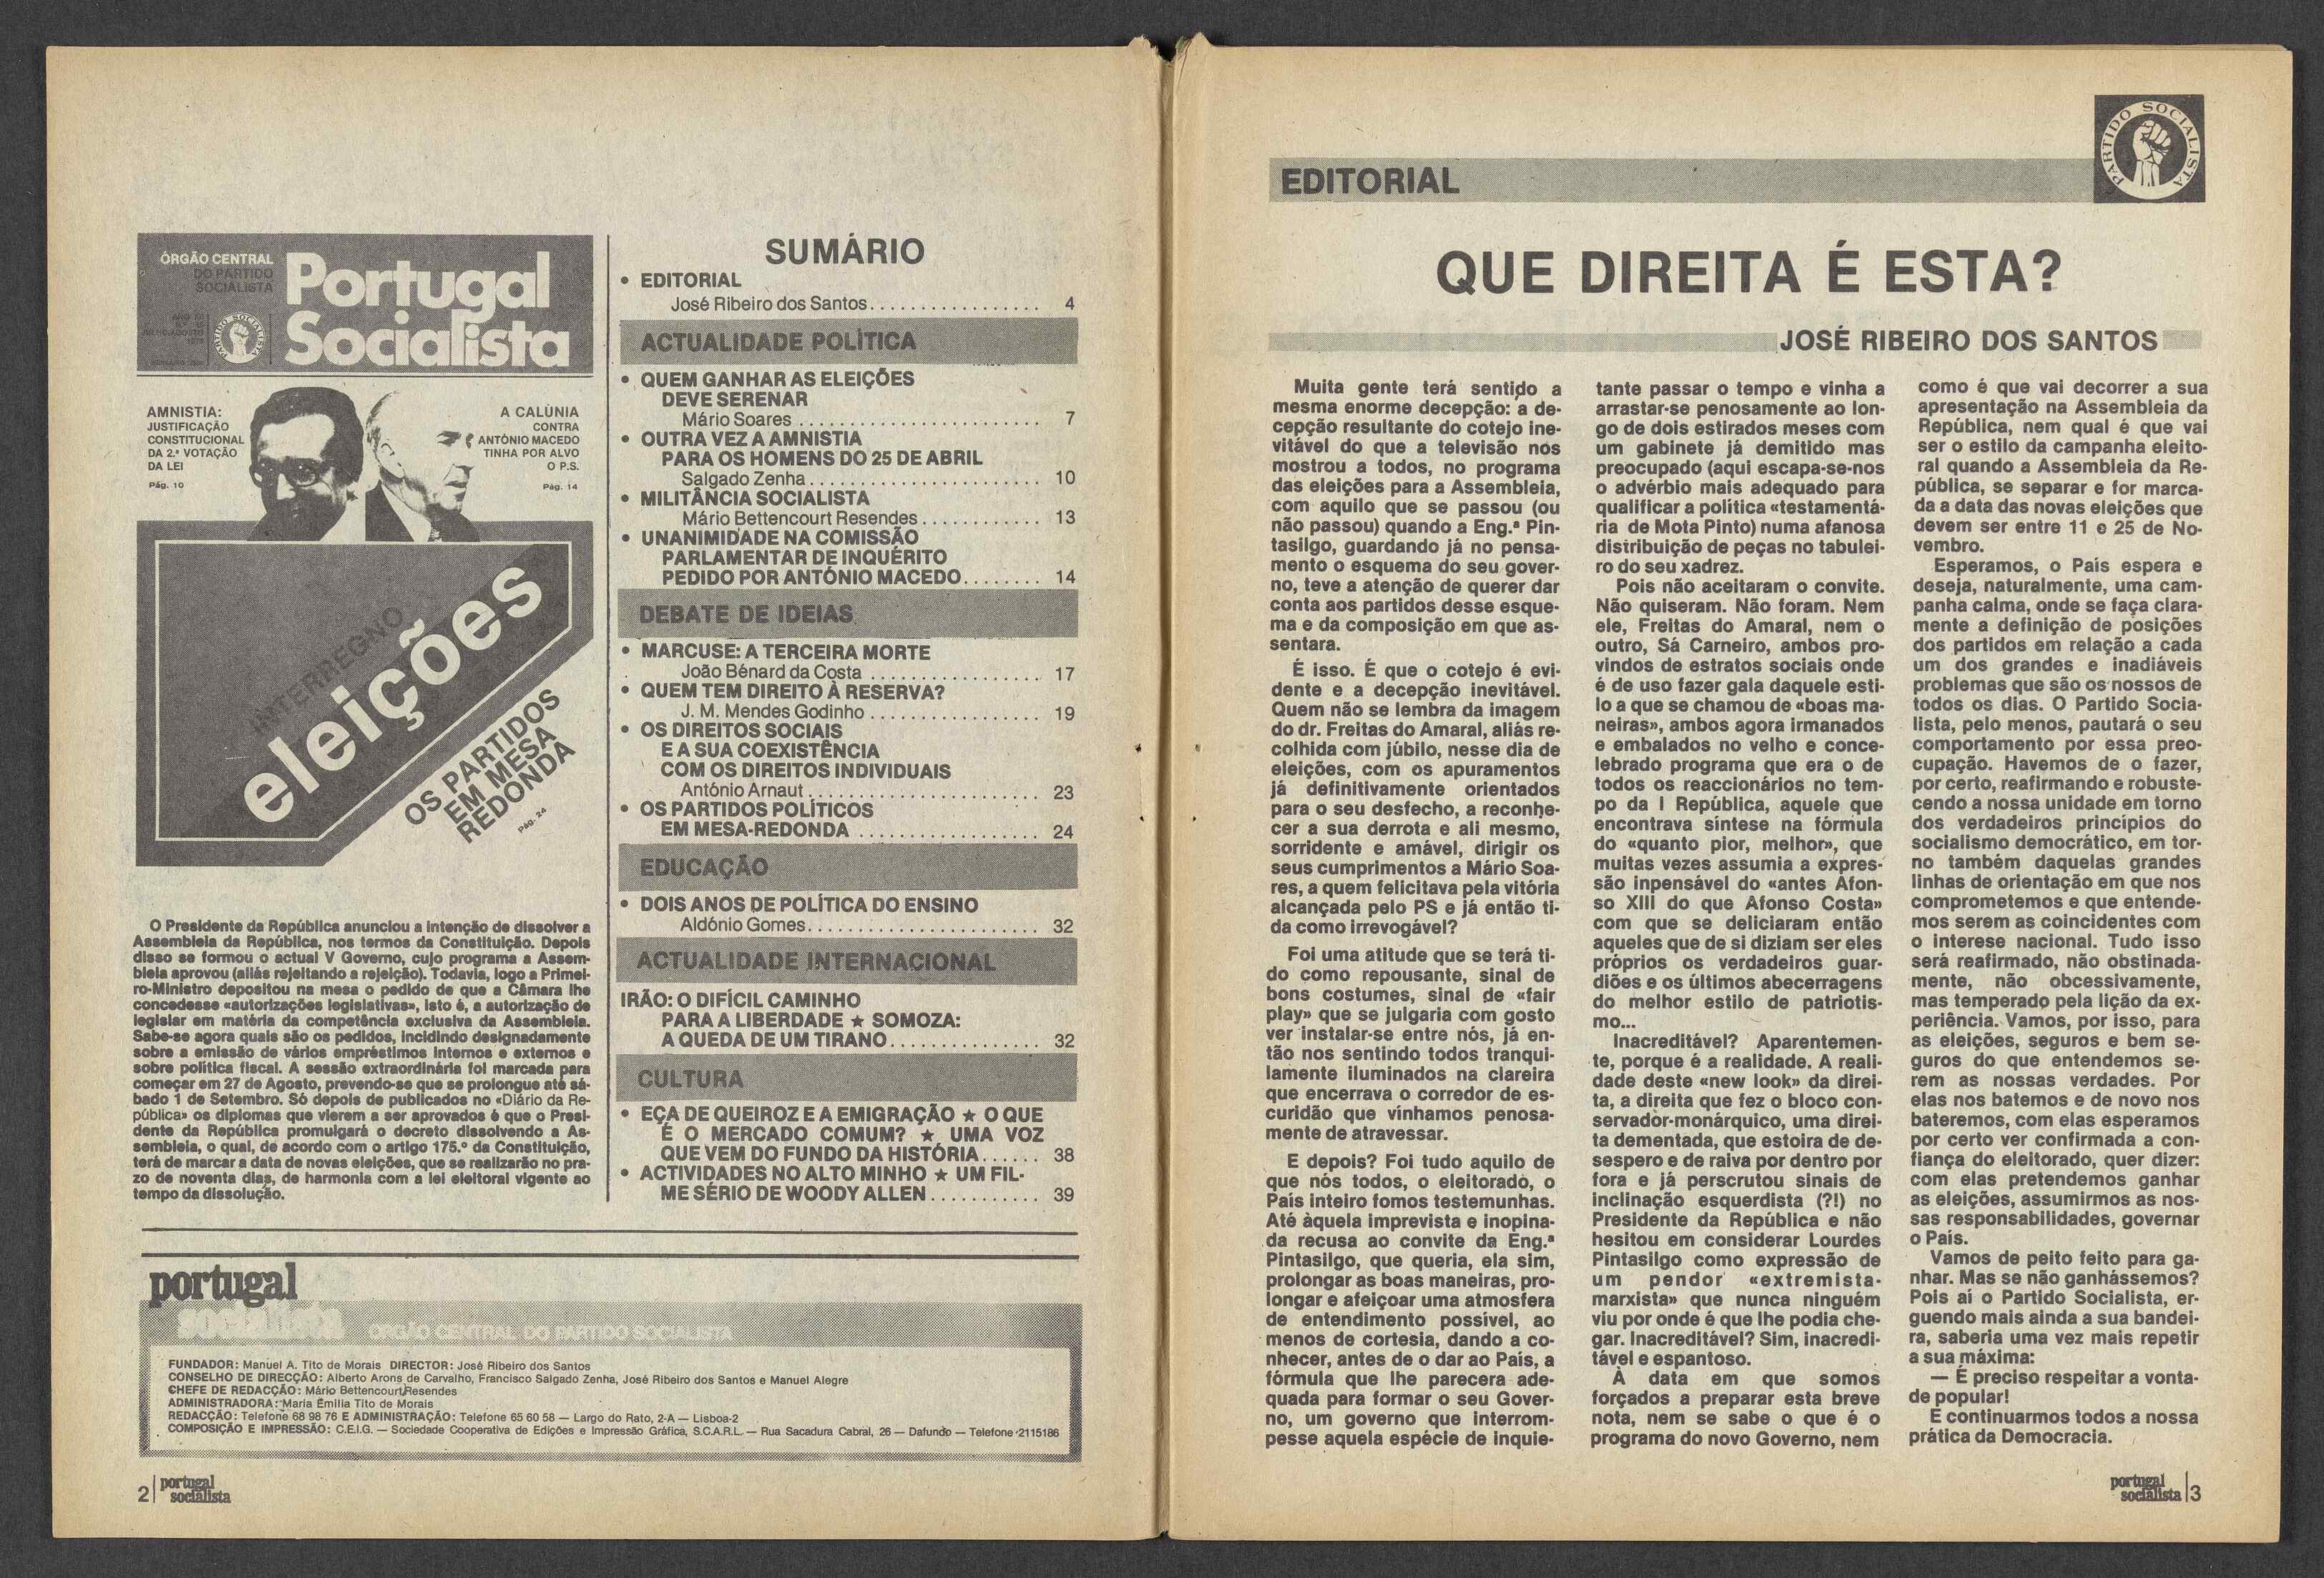 ÓRGÃO CENTRAL
DO PARTIDO
SOCIALISTA
Portugal
Socialista
PARTIDO SOCIALISTA
AMNISTIA:
JUSTIFICAÇÃO
CONSTITUCIONAL
DA 2.ª VOTAÇÃO
DA LEI
Pág. 10
A CALÚNIA
CONTRA
ANTÓNIO MACEDO
TINHA POR ALVO
O P.S.
Pág. 14
INTERREGNO
eleições
OS PARTIDOS
EM MESA
REDONDA
Pág. 24
O Presidente da República anunciou a intenção de dissolver a
Assembleia da República, nos termos da Constituição. Depois
disso se formou o actual V Governo, cujo programa a Assem-
bleia aprovou (aliás rejeitando a rejeição). Todavia, logo a Primei-
ro-Ministro depositou na mesa o pedido de que a Câmara lhe
concedesse «autorizações legislativas», isto é, a autorização de
legislar em matéria da competência exclusiva da Assembleia.
Sabe-se agora quais são os pedidos, incidindo designadamente
sobre a emissão de vários empréstimos internos e externos e
sobre política fiscal. A sessão extraordinária foi marcada para
começar em 27 de Agosto, prevendo-se que se prolongue até sá-
bado 1 de Setembro. Só depois de publicados no «Diário da Re-
pública» os diplomas que vierem a ser aprovados é que o Presi-
dente da República promulgará o decreto dissolvendo a As-
sembleia, o qual, de acordo com o artigo 175.º da Constituição,
terá de marcar a data de novas eleições, que se realizarão no pra-
zo de noventa dias, de harmonia com a lei eleitoral vigente ao
tempo da dissolução.
SUMÁRIO
• EDITORIAL
José Ribeiro dos Santos................. 4
ACTUALIDADE POLÍTICA
• QUEM GANHAR AS ELEIÇÕES
DEVE SERENAR
Mário Soares ........................ 7
• OUTRA VEZ A AMNISTIA
PARA OS HOMENS DO 25 DE ABRIL
Salgado Zenha....................... 10
• MILITÂNCIA SOCIALISTA
Mário Bettencourt Resendes............ 13
• UNANIMIDADE NA COMISSÃO
PARLAMENTAR DE INQUÉRITO
PEDIDO POR ANTÓNIO MACEDO........ 14
DEBATE DE IDEIAS
• MARCUSE: A TERCEIRA MORTE
João Bénard da Costa ................. 17
• QUEM TEM DIREITO À RESERVA?
J. M. Mendes Godinho................. 19
• OS DIREITOS SOCIAIS
E A SUA COEXISTÊNCIA
COM OS DIREITOS INDIVIDUAIS
António Arnaut....................... 23
• OS PARTIDOS POLÍTICOS
EM MESA-REDONDA .................. 24
EDUCAÇÃO
• DOIS ANOS DE POLÍTICA DO ENSINO
Aldónio Gomes....................... 32
ACTUALIDADE INTERNACIONAL
IRÃO: O DIFÍCIL CAMINHO
PARA A LIBERDADE ★ SOMOZA:
A QUEDA DE UM TIRANO............... 32
CULTURA
• EÇA DE QUEIROZ E A EMIGRAÇÃO ★ O QUE
É O MERCADO COMUM? ★ UMA VOZ
QUE VEM DO FUNDO DA HISTÓRIA...... 38
• ACTIVIDADES NO ALTO MINHO ★ UM FIL-
ME SÉRIO DE WOODY ALLEN........... 39
portugal
socialista ÓRGÃO CENTRAL DO PARTIDO SOCIALISTA
FUNDADOR: Manuel A. Tito de Morais DIRECTOR: José Ribeiro dos Santos
CONSELHO DE DIRECÇÃO: Alberto Arons de Carvalho, Francisco Salgado Zenha, José Ribeiro dos Santos e Manuel Alegre
CHEFE DE REDACÇÃO: Mário Bettencourt Resendes
ADMINISTRADORA: Maria Emília Tito de Morais
REDACÇÃO: Telefone 68 98 76 E ADMINISTRAÇÃO: Telefone 65 60 58 — Largo do Rato, 2-A — Lisboa-2
COMPOSIÇÃO E IMPRESSÃO: C.E.I.G. — Sociedade Cooperativa de Edições e Impressão Gráfica, S.C.A.R.L. — Rua Sacadura Cabral, 26 — Dafundo — Telefone 2115186
2 portugal
socialista
EDITORIAL
PARTIDO SOCIALISTA
QUE DIREITA É ESTA?
JOSÉ RIBEIRO DOS SANTOS
Muita gente terá sentido a
mesma enorme decepção: a de-
cepção resultante do cotejo ine-
vitável do que a televisão nos
mostrou a todos, no programa
das eleições para a Assembleia,
com aquilo que se passou (ou
não passou) quando a Eng.ª Pin-
tasilgo, guardando já no pensa-
mento o esquema do seu gover-
no, teve a atenção de querer dar
conta aos partidos desse esque-
ma e da composição em que as-
sentara.
É isso. É que o cotejo é evi-
dente e a decepção inevitável.
Quem não se lembra da imagem
do dr. Freitas do Amaral, aliás re-
colhida com júbilo, nesse dia de
eleições, com os apuramentos
já definitivamente orientados
para o seu desfecho, a reconhe-
cer a sua derrota e ali mesmo,
sorridente e amável, dirigir os
seus cumprimentos a Mário Soa-
res, a quem felicitava pela vitória
alcançada pelo PS e já então ti-
da como irrevogável?
Foi uma atitude que se terá ti-
do como repousante, sinal de
bons costumes, sinal de «fair
play» que se julgaria com gosto
ver instalar-se entre nós, já en-
tão nos sentindo todos tranqui-
lamente iluminados na clareira
que encerrava o corredor de es-
curidão que vínhamos penosa-
mente de atravessar.
E depois? Foi tudo aquilo de
que nós todos, o eleitorado, o
País inteiro fomos testemunhas.
Até àquela imprevista e inopina-
da recusa ao convite da Eng.ª
Pintasilgo, que queria, ela sim,
prolongar as boas maneiras, pro-
longar e afeiçoar uma atmosfera
de entendimento possível, ao
menos de cortesia, dando a co-
nhecer, antes de o dar ao País, a
fórmula que lhe parecera ade-
quada para formar o seu Gover-
no, um governo que interrom-
pesse aquela espécie de inquie-
tante passar o tempo e vinha a
arrastar-se penosamente ao lon-
go de dois estirados meses com
um gabinete já demitido mas
preocupado (aqui escapa-se-nos
o advérbio mais adequado para
qualificar a política «testamentá-
ria de Mota Pinto) numa afanosa
distribuição de peças no tabulei-
ro do seu xadrez.
Pois não aceitaram o convite.
Não quiseram. Não foram. Nem
ele, Freitas do Amaral, nem o
outro, Sá Carneiro, ambos pro-
vindos de estratos sociais onde
é de uso fazer gala daquele esti-
lo a que se chamou de «boas ma-
neiras», ambos agora irmanados
e embalados no velho e conce-
lebrado programa que era o de
todos os reaccionários no tem-
po da I República, aquele que
encontrava síntese na fórmula
do «quanto pior, melhor», que
muitas vezes assumia a expres-
são inpensável do «antes Afon-
so XIII do que Afonso Costa»
com que se deliciaram então
aqueles que de si diziam ser eles
próprios os verdadeiros guar-
diões e os últimos abecerragens
do melhor estilo de patriotis-
mo...
Inacreditável? Aparentemen-
te, porque é a realidade. A reali-
dade deste «new look» da direi-
ta, a direita que fez o bloco con-
servador-monárquico, uma direi-
ta dementada, que estoira de de-
sespero e de raiva por dentro por
fora e já perscrutou sinais de
inclinação esquerdista (?!) no
Presidente da República e não
hesitou em considerar Lourdes
Pintasilgo como expressão de
um pendor «extremista-
marxista» que nunca ninguém
viu por onde é que lhe podia che-
gar. Inacreditável? Sim, inacredi-
tável e espantoso.
À data em que somos
forçados a preparar esta breve
nota, nem se sabe o que é o
programa do novo Governo, nem
como é que vai decorrer a sua
apresentação na Assembleia da
República, nem qual é que vai
ser o estilo da campanha eleito-
ral quando a Assembleia da Re-
pública, se separar e for marca-
da a data das novas eleições que
devem ser entre 11 e 25 de No-
vembro.
Esperamos, o País espera e
deseja, naturalmente, uma cam-
panha calma, onde se faça clara-
mente a definição de posições
dos partidos em relação a cada
um dos grandes e inadiáveis
problemas que são os nossos de
todos os dias. O Partido Socia-
lista, pelo menos, pautará o seu
comportamento por essa preo-
cupação. Havemos de o fazer,
por certo, reafirmando e robuste-
cendo a nossa unidade em torno
dos verdadeiros princípios do
socialismo democrático, em tor-
no também daquelas grandes
linhas de orientação em que nos
comprometemos e que entende-
mos serem as coincidentes com
o interese nacional. Tudo isso
será reafirmado, não obstinada-
mente, não obcessivamente,
mas temperado pela lição da ex-
periência. Vamos, por isso, para
as eleições, seguros e bem se-
guros do que entendemos se-
rem as nossas verdades. Por
elas nos batemos e de novo nos
bateremos, com elas esperamos
por certo ver confirmada a con-
fiança do eleitorado, quer dizer:
com elas pretendemos ganhar
as eleições, assumirmos as nos-
sas responsabilidades, governar
o País.
Vamos de peito feito para ga-
nhar. Mas se não ganhássemos?
Pois aí o Partido Socialista, er-
guendo mais ainda a sua bandei-
ra, saberia uma vez mais repetir
a sua máxima:
— É preciso respeitar a vonta-
de popular!
E continuarmos todos a nossa
prática da Democracia.
portugal
socialista 3